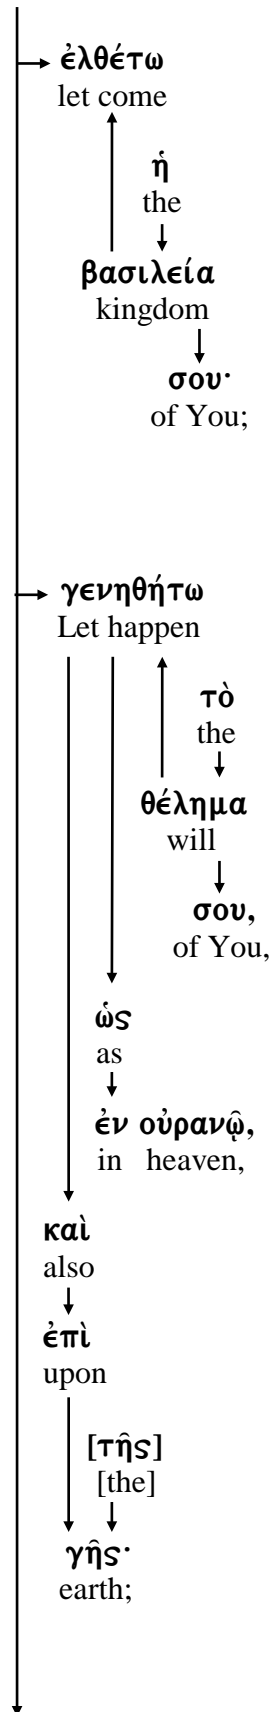 ἐλθέτω
let come
ἡ
the
βασιλεία
kingdom
σου·
of You;
γενηθήτω
Let happen
τὸ
the
θέλημα
will
σου,
of You,
ὡς
as
ἐν οὐρανῷ,
in heaven,
καὶ
also
ἐπὶ
upon
[τῆς]
[the]
γῆς·
earth;